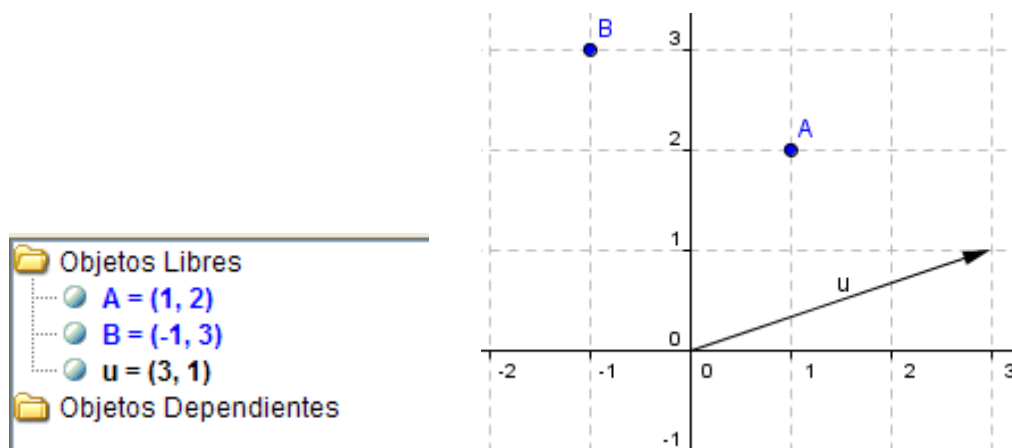 Objetos Libres
A = (1, 2)
B = (-1, 3)
u = (3, 1)
Objetos Dependientes
B
3
A
2
1
u
0
-2 -1 0 1 2 3
-1